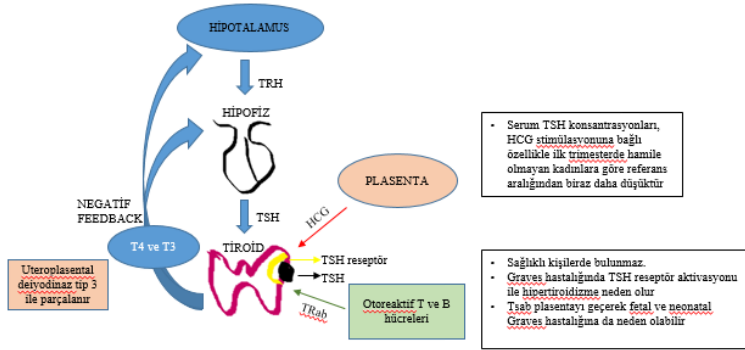 HİPOTALAMUS
TRH
HİPOFİZ
TSH
NEGATİF
FEEDBACK
T4 ve T3
Uteroplasental
deiyodinaz tip 3
ile parçalanır
TİROİD
PLASENTA
HCG
TSH reseptör
TSH
TRab
Otoreaktif T ve B
hücreleri
• Serum TSH konsantrasyonları,
HCG stimülasyonuna bağlı
özellikle ilk trimesterde hamile
olmayan kadınlara göre referans
aralığından biraz daha düşüktür
• Sağlıklı kişilerde bulunmaz.
• Graves hastalığında TSH reseptör aktivasyonu
ile hipertiroidizme neden olur
• Tsab plasentayı geçerek fetal ve neonatal
Graves hastalığına da neden olabilir